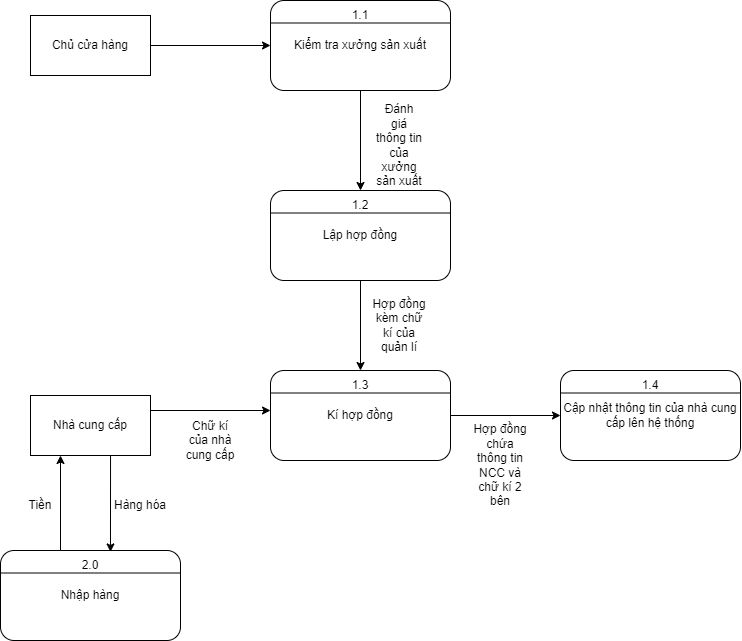 1.1
Chủ cửa hàng
Kiểm tra xưởng sản xuất
Đánh
giá
thông tin
của
xưởng
sản xuất
1.2
Lập hợp đồng
Hợp đồng
kèm chữ
kí của
quản lí
1.3
Kí hợp đồng
1.4
Cập nhật thông tin của nhà cung
cấp lên hệ thống
Nhà cung cấp
Chữ kí
của nhà
cung cấp
Hợp đồng
chứa
thông tin
NCC và
chữ kí 2
bên
Tiền
Hàng hóa
2.0
Nhập hàng